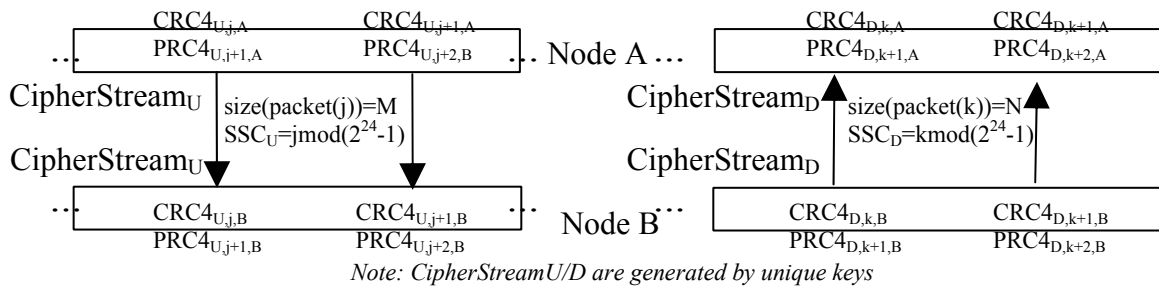 CRC4U,j,A CRC4U,j+1,A CRC4D,k,A CRC4D,k+1,A
… PRC4U,j+1,A PRC4U,j+2,B … Node A … PRC4D,k+1,A PRC4D,k+2,A
CipherStreamU size(packet(j))=M CipherStreamD size(packet(k))=N
SSCU=jmod(2^24-1) SSCD=kmod(2^24-1)
CipherStreamU CipherStreamD
… CRC4U,j,B CRC4U,j+1,B … Node B … CRC4D,k,B CRC4D,k+1,B
PRC4U,j+1,B PRC4U,j+2,B PRC4D,k+1,B PRC4D,k+2,B
Note: CipherStreamU/D are generated by unique keys